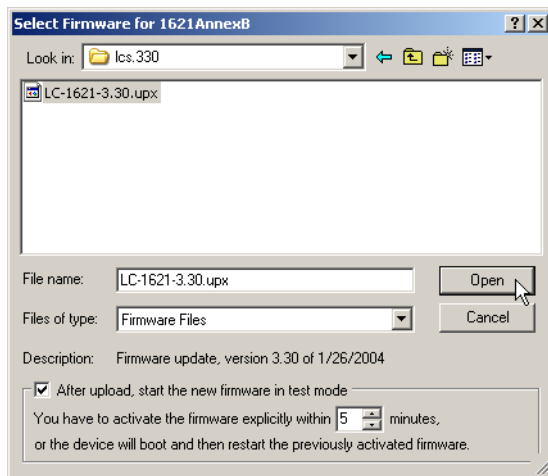 Select Firmware for 1621AnnexB
Look in: lcs.330
LC-1621-3.30.upx
File name: LC-1621-3.30.upx Open
Files of type: Firmware Files Cancel
Description: Firmware update, version 3.30 of 1/26/2004
After upload, start the new firmware in test mode
You have to activate the firmware explicitly within 5 minutes,
or the device will boot and then restart the previously activated firmware.